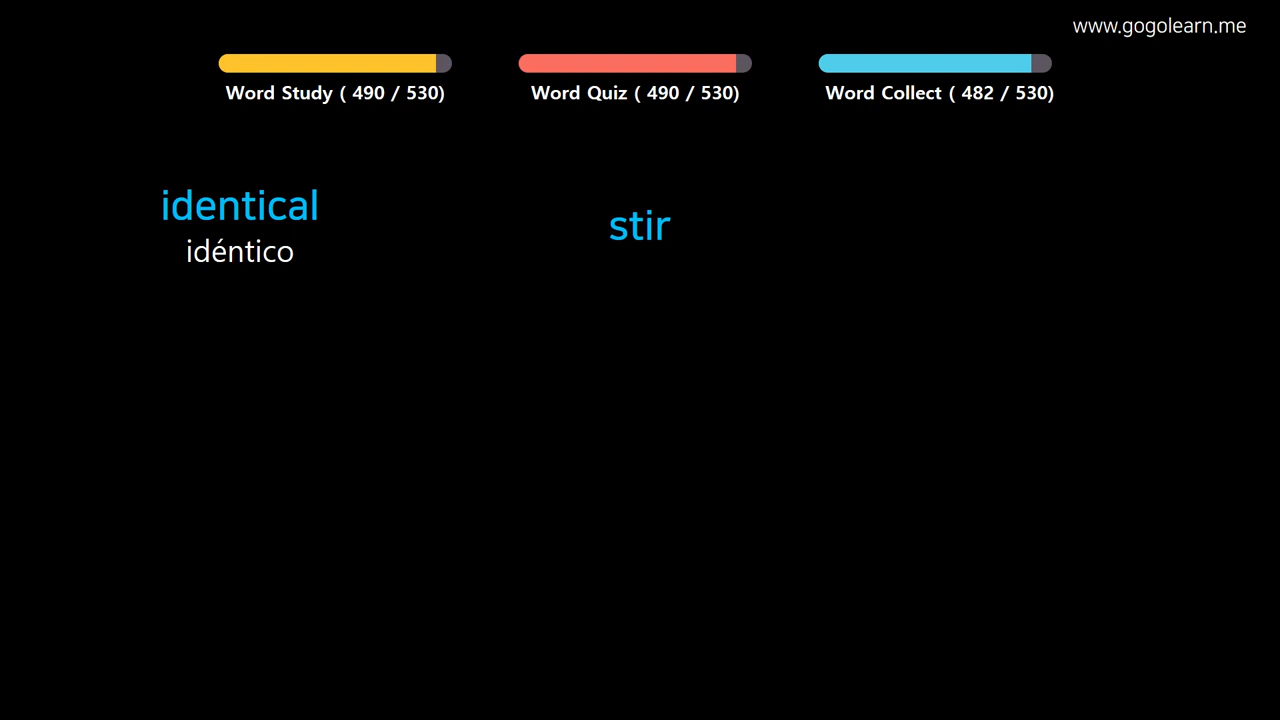 www.gogolearn.me
Word Study ( 490 / 530)
Word Quiz ( 490 / 530)
Word Collect ( 482 / 530)
identical
idéntico
stir